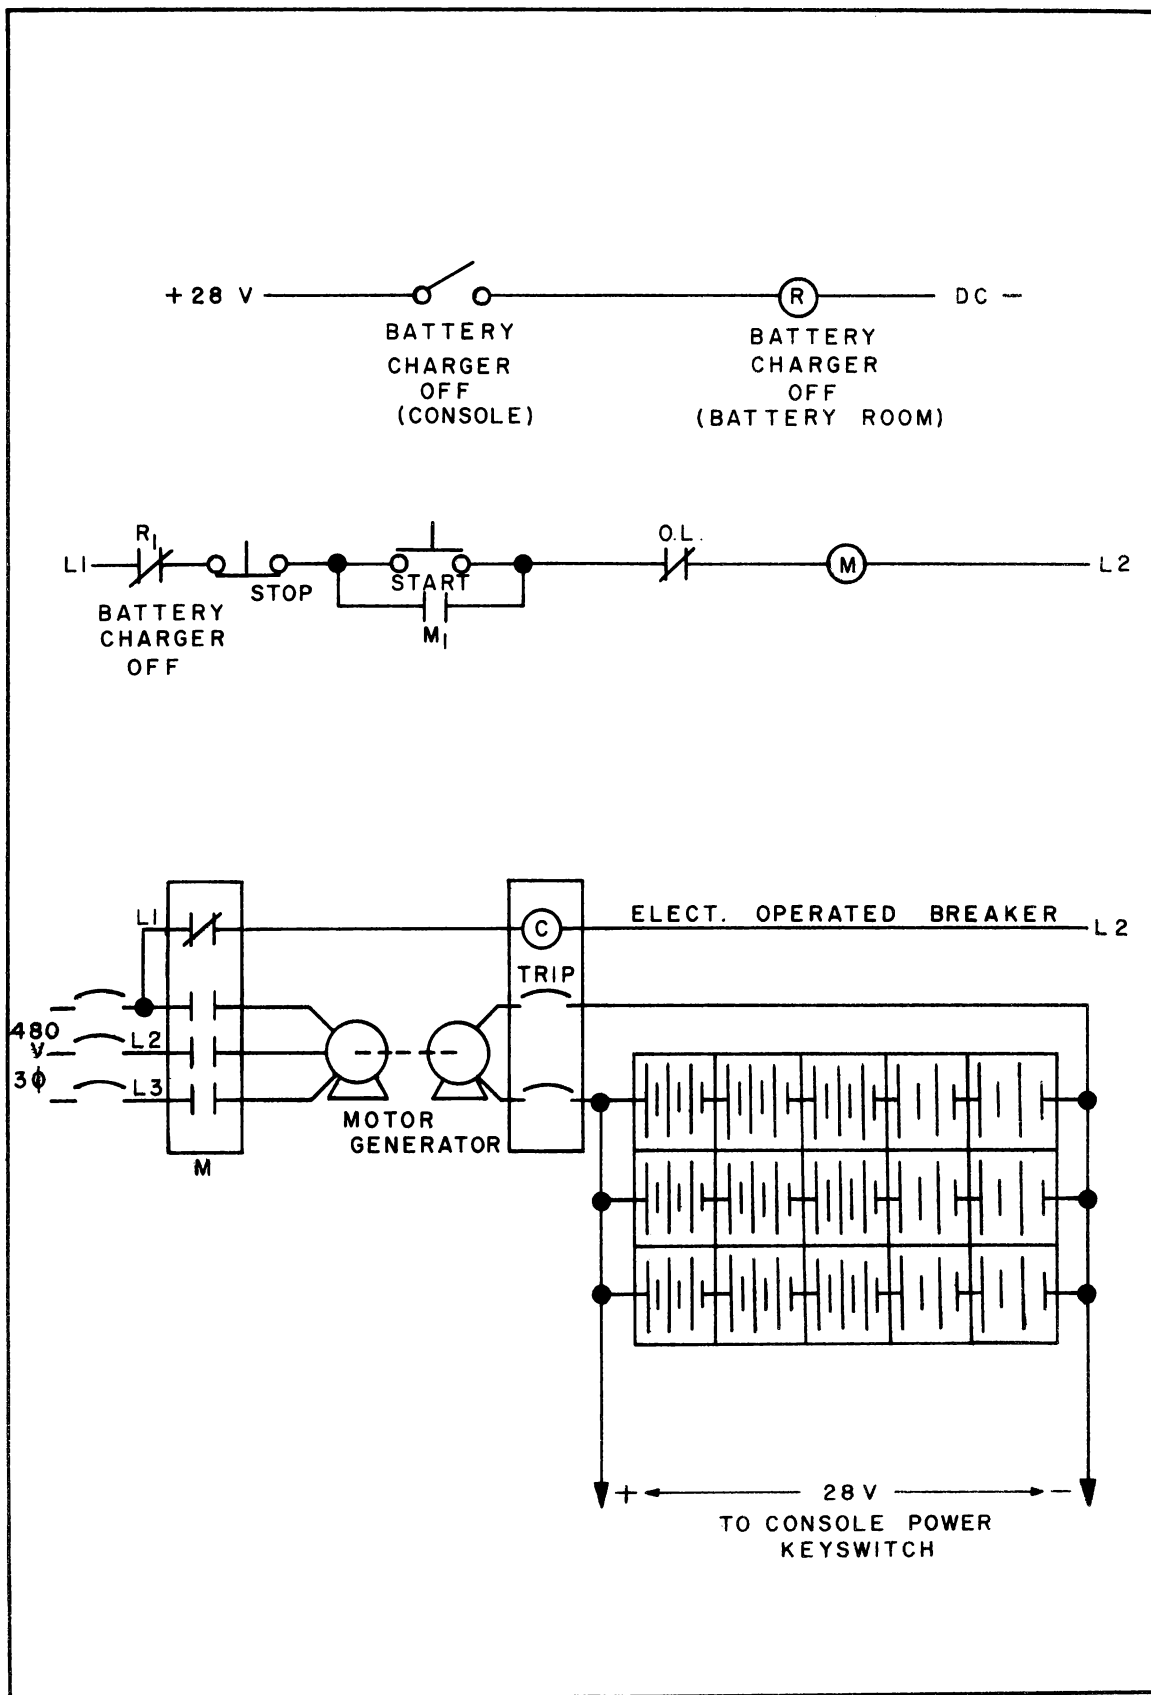 +28 V
R
DC —
BATTERY
CHARGER
OFF
(CONSOLE)
BATTERY
CHARGER
OFF
(BATTERY ROOM)
R1
O.L.
L1
M
L2
STOP
START
M1
BATTERY
CHARGER
OFF
L1
C
ELECT. OPERATED BREAKER
L2
TRIP
480
V
3ϕ
L2
L3
MOTOR
GENERATOR
M
+ 28V —
TO CONSOLE POWER
KEYSWITCH